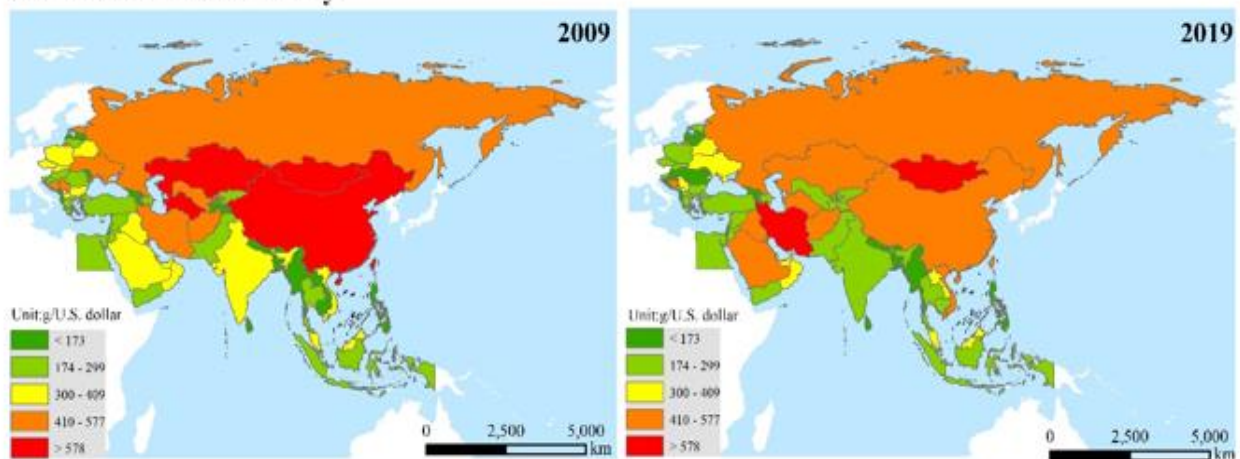 2009
Unit:g/U.S. dollar
< 173
174 - 299
300 - 409
410 - 577
> 578
0 2,500 5,000
km
2019
Unit:g/U.S. dollar
< 173
174 - 299
300 - 409
410 - 577
> 578
0 2,500 5,000
km